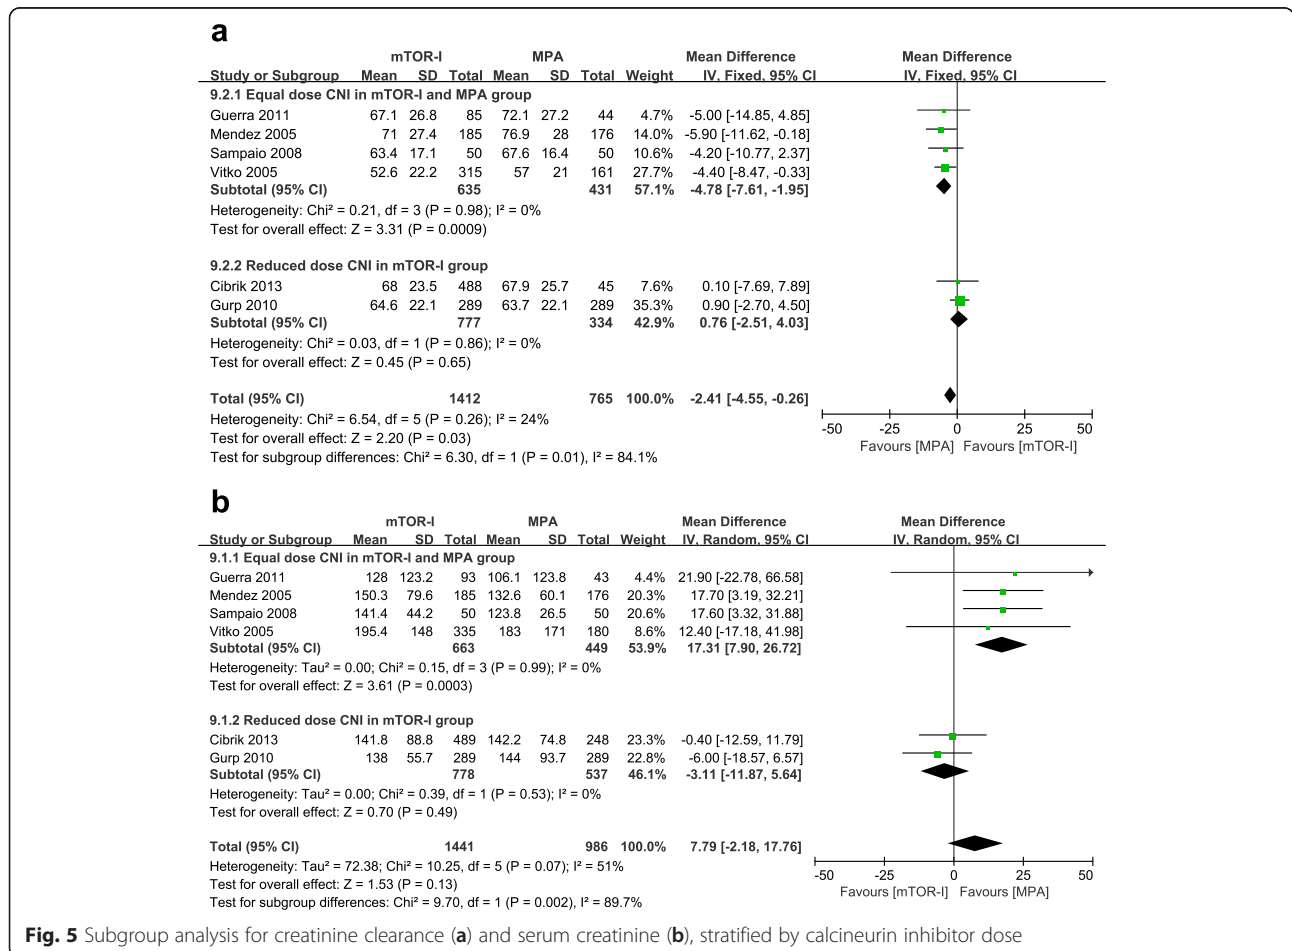 a
mTOR-I MPA Mean Difference Mean Difference
Study or Subgroup Mean SD Total Mean SD Total Weight IV, Fixed, 95% CI IV, Fixed, 95% CI
9.2.1 Equal dose CNI in mTOR-I and MPA group
Guerra 2011 67.1 26.8 85 72.1 27.2 44 4.7% -5.00 [-14.85, 4.85]
Mendez 2005 71 27.4 185 76.9 28 176 14.0% -5.90 [-11.62, -0.18]
Sampaio 2008 63.4 17.1 50 67.6 16.4 50 10.6% -4.20 [-10.77, 2.37]
Vitko 2005 52.6 22.2 315 57 21 161 27.7% -4.40 [-8.47, -0.33]
Subtotal (95% CI) 635 431 57.1% -4.78 [-7.61, -1.95]
Heterogeneity: Chi² = 0.21, df = 3 (P = 0.98); I² = 0%
Test for overall effect: Z = 3.31 (P = 0.0009)
9.2.2 Reduced dose CNI in mTOR-I group
Cibrik 2013 68 23.5 488 67.9 25.7 45 7.6% 0.10 [-7.69, 7.89]
Gurp 2010 64.6 22.1 289 63.7 22.1 289 35.3% 0.90 [-2.70, 4.50]
Subtotal (95% CI) 777 334 42.9% 0.76 [-2.51, 4.03]
Heterogeneity: Chi² = 0.03, df = 1 (P = 0.86); I² = 0%
Test for overall effect: Z = 0.45 (P = 0.65)
Total (95% CI) 1412 765 100.0% -2.41 [-4.55, -0.26]
Heterogeneity: Chi² = 6.54, df = 5 (P = 0.26); I² = 24%
Test for overall effect: Z = 2.20 (P = 0.03)
Test for subgroup differences: Chi² = 6.30, df = 1 (P = 0.01), I² = 84.1%
-50 -25 0 25 50
Favours [MPA] Favours [mTOR-I]
b
mTOR-I MPA Mean Difference Mean Difference
Study or Subgroup Mean SD Total Mean SD Total Weight IV, Random, 95% CI IV, Random, 95% CI
9.1.1 Equal dose CNI in mTOR-I and MPA group
Guerra 2011 128 123.2 93 106.1 123.8 43 4.4% 21.90 [-22.78, 66.58]
Mendez 2005 150.3 79.6 185 132.6 60.1 176 20.3% 17.70 [3.19, 32.21]
Sampaio 2008 141.4 44.2 50 123.8 26.5 50 20.6% 17.60 [3.32, 31.88]
Vitko 2005 195.4 148 335 183 171 180 8.6% 12.40 [-17.18, 41.98]
Subtotal (95% CI) 663 449 53.9% 17.31 [7.90, 26.72]
Heterogeneity: Tau² = 0.00; Chi² = 0.15, df = 3 (P = 0.99); I² = 0%
Test for overall effect: Z = 3.61 (P = 0.0003)
9.1.2 Reduced dose CNI in mTOR-I group
Cibrik 2013 141.8 88.8 489 142.2 74.8 248 23.3% -0.40 [-12.59, 11.79]
Gurp 2010 138 55.7 289 144 93.7 289 22.8% -6.00 [-18.57, 6.57]
Subtotal (95% CI) 778 537 46.1% -3.11 [-11.87, 5.64]
Heterogeneity: Tau² = 0.00; Chi² = 0.39, df = 1 (P = 0.53); I² = 0%
Test for overall effect: Z = 0.70 (P = 0.49)
Total (95% CI) 1441 986 100.0% 7.79 [-2.18, 17.76]
Heterogeneity: Tau² = 72.38; Chi² = 10.25, df = 5 (P = 0.07); I² = 51%
Test for overall effect: Z = 1.53 (P = 0.13)
Test for subgroup differences: Chi² = 9.70, df = 1 (P = 0.002), I² = 89.7%
-50 -25 0 25 50
Favours [mTOR-I] Favours [MPA]
Fig. 5 Subgroup analysis for creatinine clearance (a) and serum creatinine (b), stratified by calcineurin inhibitor dose